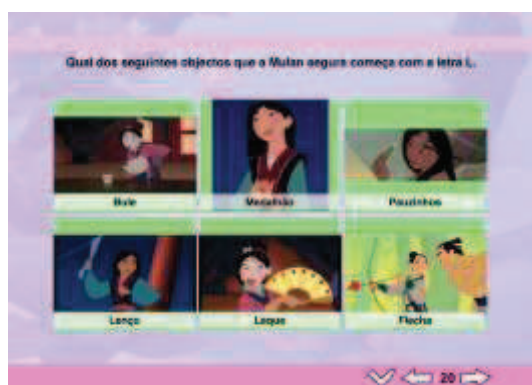 Qual dos seguintes objectos que a Mulan segura começa com a letra L.
Bule
Medalhão
Pauzinhos
Lenço
Leque
Flecha
20